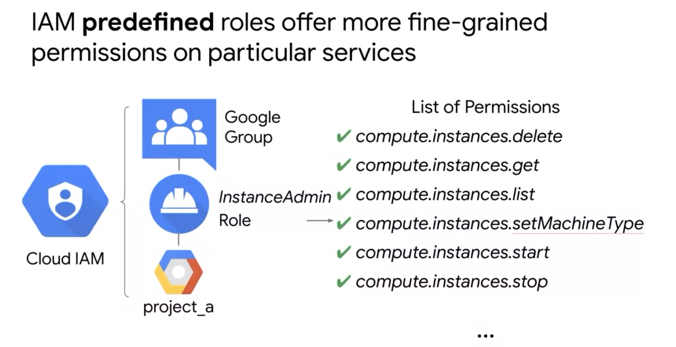 IAM predefined roles offer more fine-grained
permissions on particular services
Cloud IAM
Google
Group
InstanceAdmin
Role
project_a
List of Permissions
✔ compute.instances.delete
✔ compute.instances.get
✔ compute.instances.list
✔ compute.instances.setMachineType
✔ compute.instances.start
✔ compute.instances.stop
...